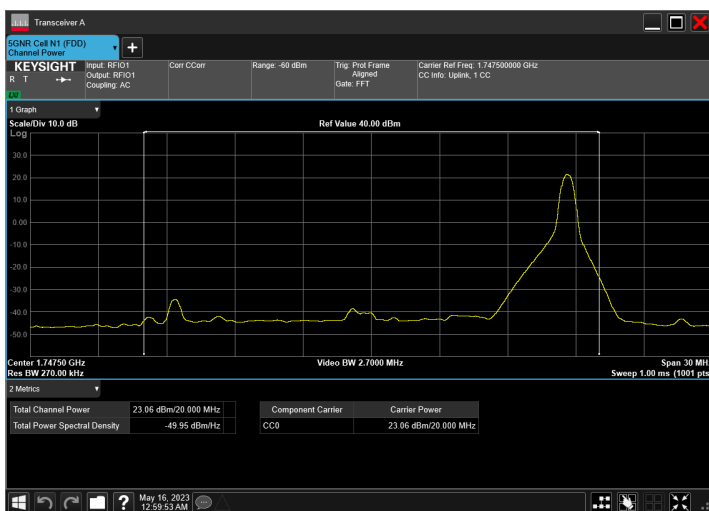 Transceiver A
5GNR Cell N1 (FDD)
Channel Power
KEYSIGHT
R T
LXI
Input: RFIO1
Output: RFIO1
Coupling: AC
Corr CCorr
Range: -60 dBm
Trig: Prot Frame
Aligned
Gate: FFT
Carrier Ref Freq: 1.747500000 GHz
CC Info: Uplink, 1 CC
1 Graph
Scale/Div 10.0 dB
Ref Value 40.00 dBm
Log
30.0
20.0
10.0
0.00
-10.0
-20.0
-30.0
-40.0
-50.0
Center 1.74750 GHz
Video BW 2.7000 MHz
Span 30 MH
Res BW 270.00 kHz
Sweep 1.00 ms (1001 pts
2 Metrics
Total Channel Power 23.06 dBm/20.000 MHz
Total Power Spectral Density -49.95 dBm/Hz
Component Carrier Carrier Power
CC0 23.06 dBm/20.000 MHz
?
May 16, 2023
12:59:53 AM